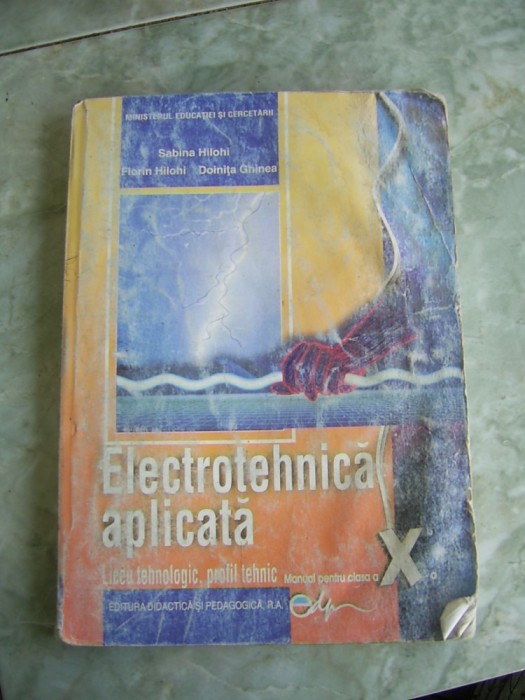 MINISTERUL EDUCAȚIEI ȘI CERCETĂRII
Sabina Hilohi
Florin Hilohi Doinița Ghinea
Electrotehnică
aplicată
Liceu tehnologic, profil tehnic Manual pentru clasa a X-a
EDITURA DIDACTICĂ ȘI PEDAGOGICĂ, R.A. Edp